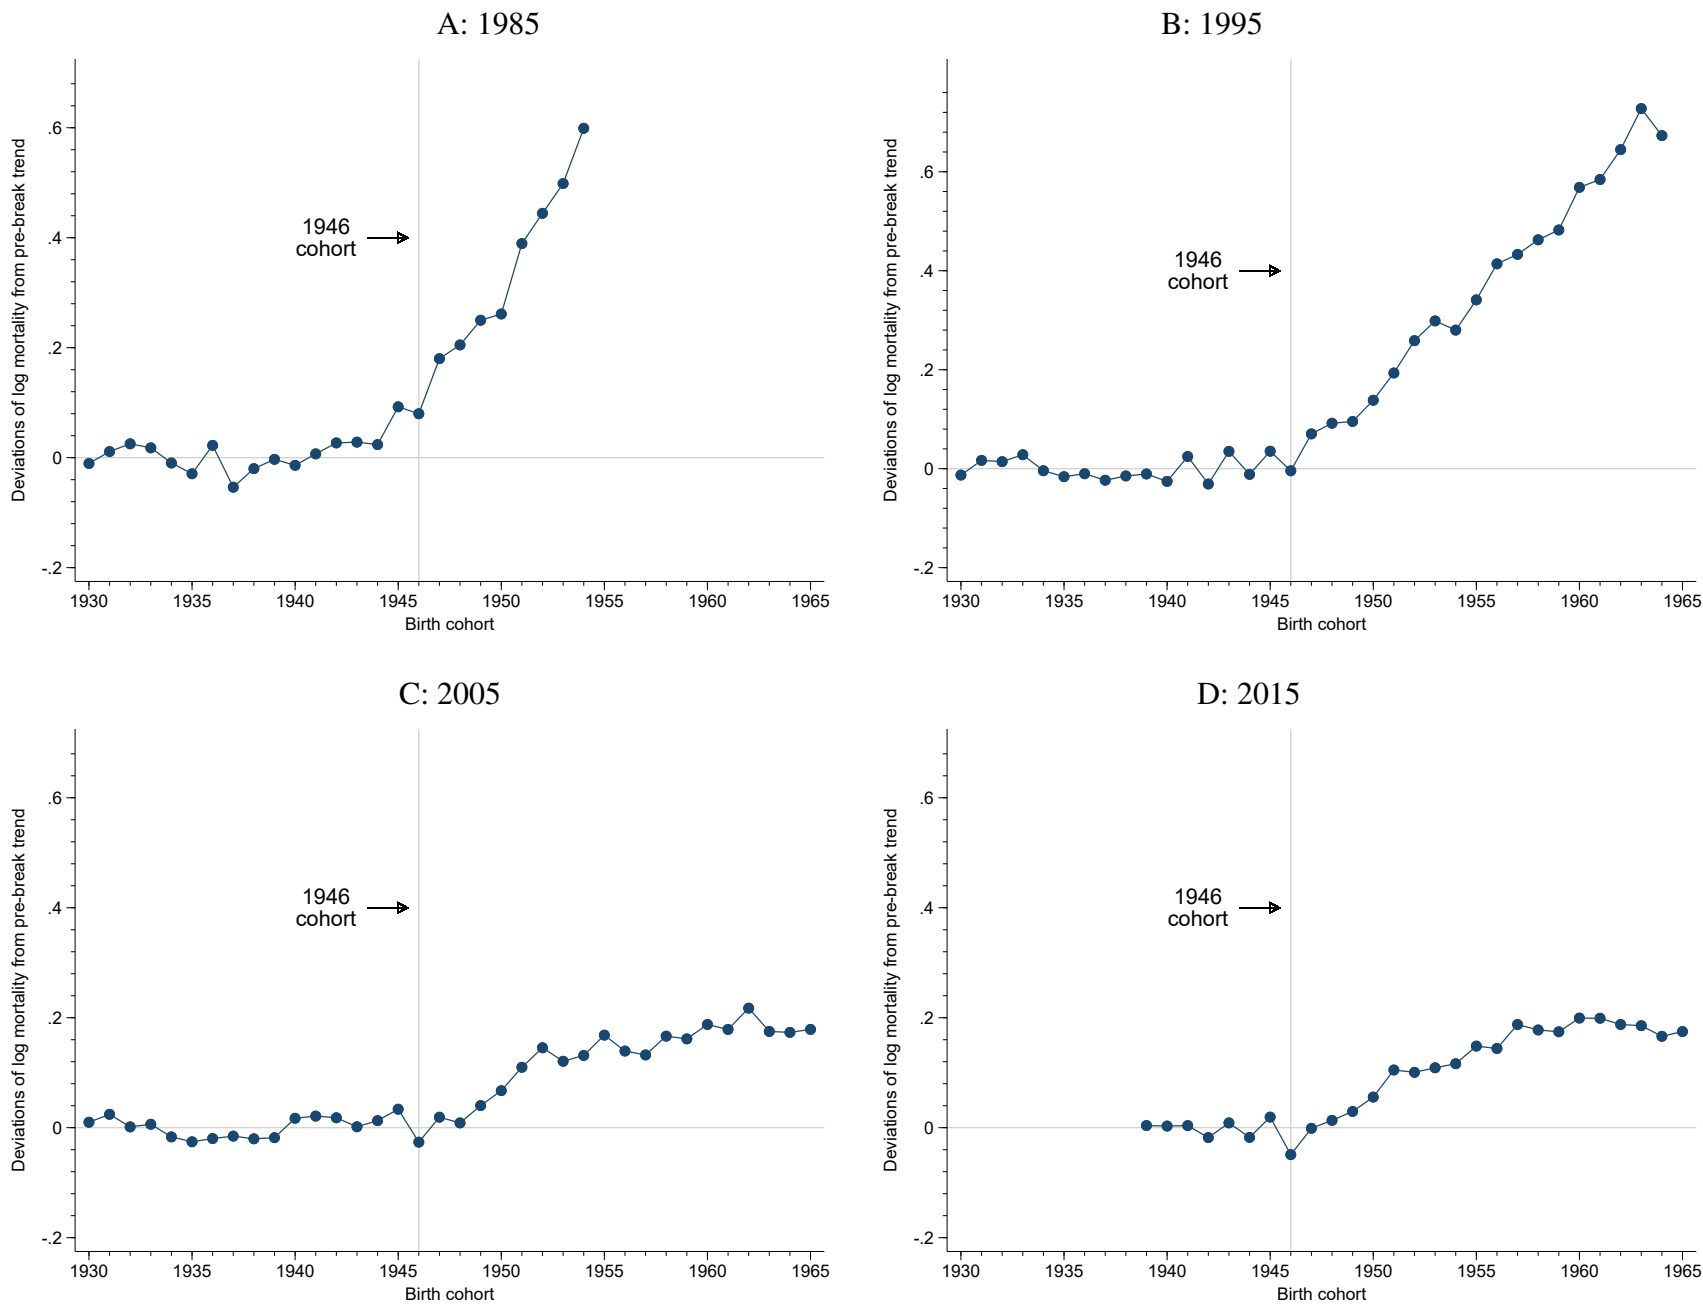 A: 1985
Deviations of log mortality from pre-break trend
.6
.4
.2
0
-.2
1946
cohort
1930 1935 1940 1945 1950 1955 1960 1965
Birth cohort
B: 1995
Deviations of log mortality from pre-break trend
.6
.4
.2
0
-.2
1946
cohort
1930 1935 1940 1945 1950 1955 1960 1965
Birth cohort
C: 2005
Deviations of log mortality from pre-break trend
.6
.4
.2
0
-.2
1946
cohort
1930 1935 1940 1945 1950 1955 1960 1965
Birth cohort
D: 2015
Deviations of log mortality from pre-break trend
.6
.4
.2
0
-.2
1946
cohort
1930 1935 1940 1945 1950 1955 1960 1965
Birth cohort